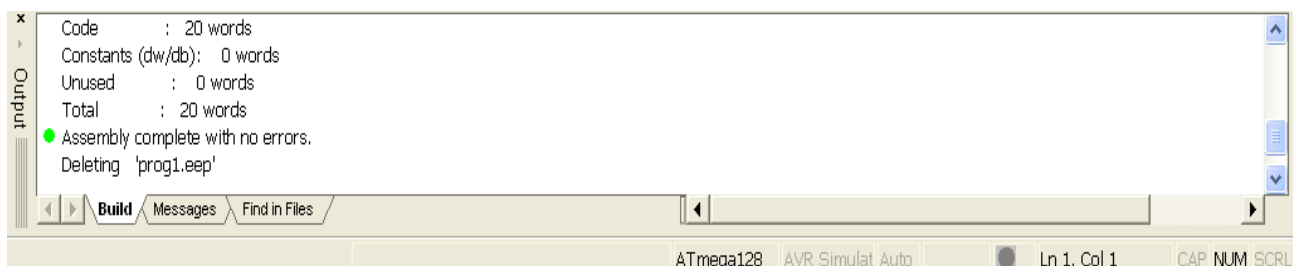 x
Output
Code : 20 words
Constants (dw/db): 0 words
Unused : 0 words
Total : 20 words
Assembly complete with no errors.
Deleting 'prog1.eep'
Build Messages Find in Files
ATmega128 AVR Simulat Auto Ln 1, Col 1 CAP NUM SCRL